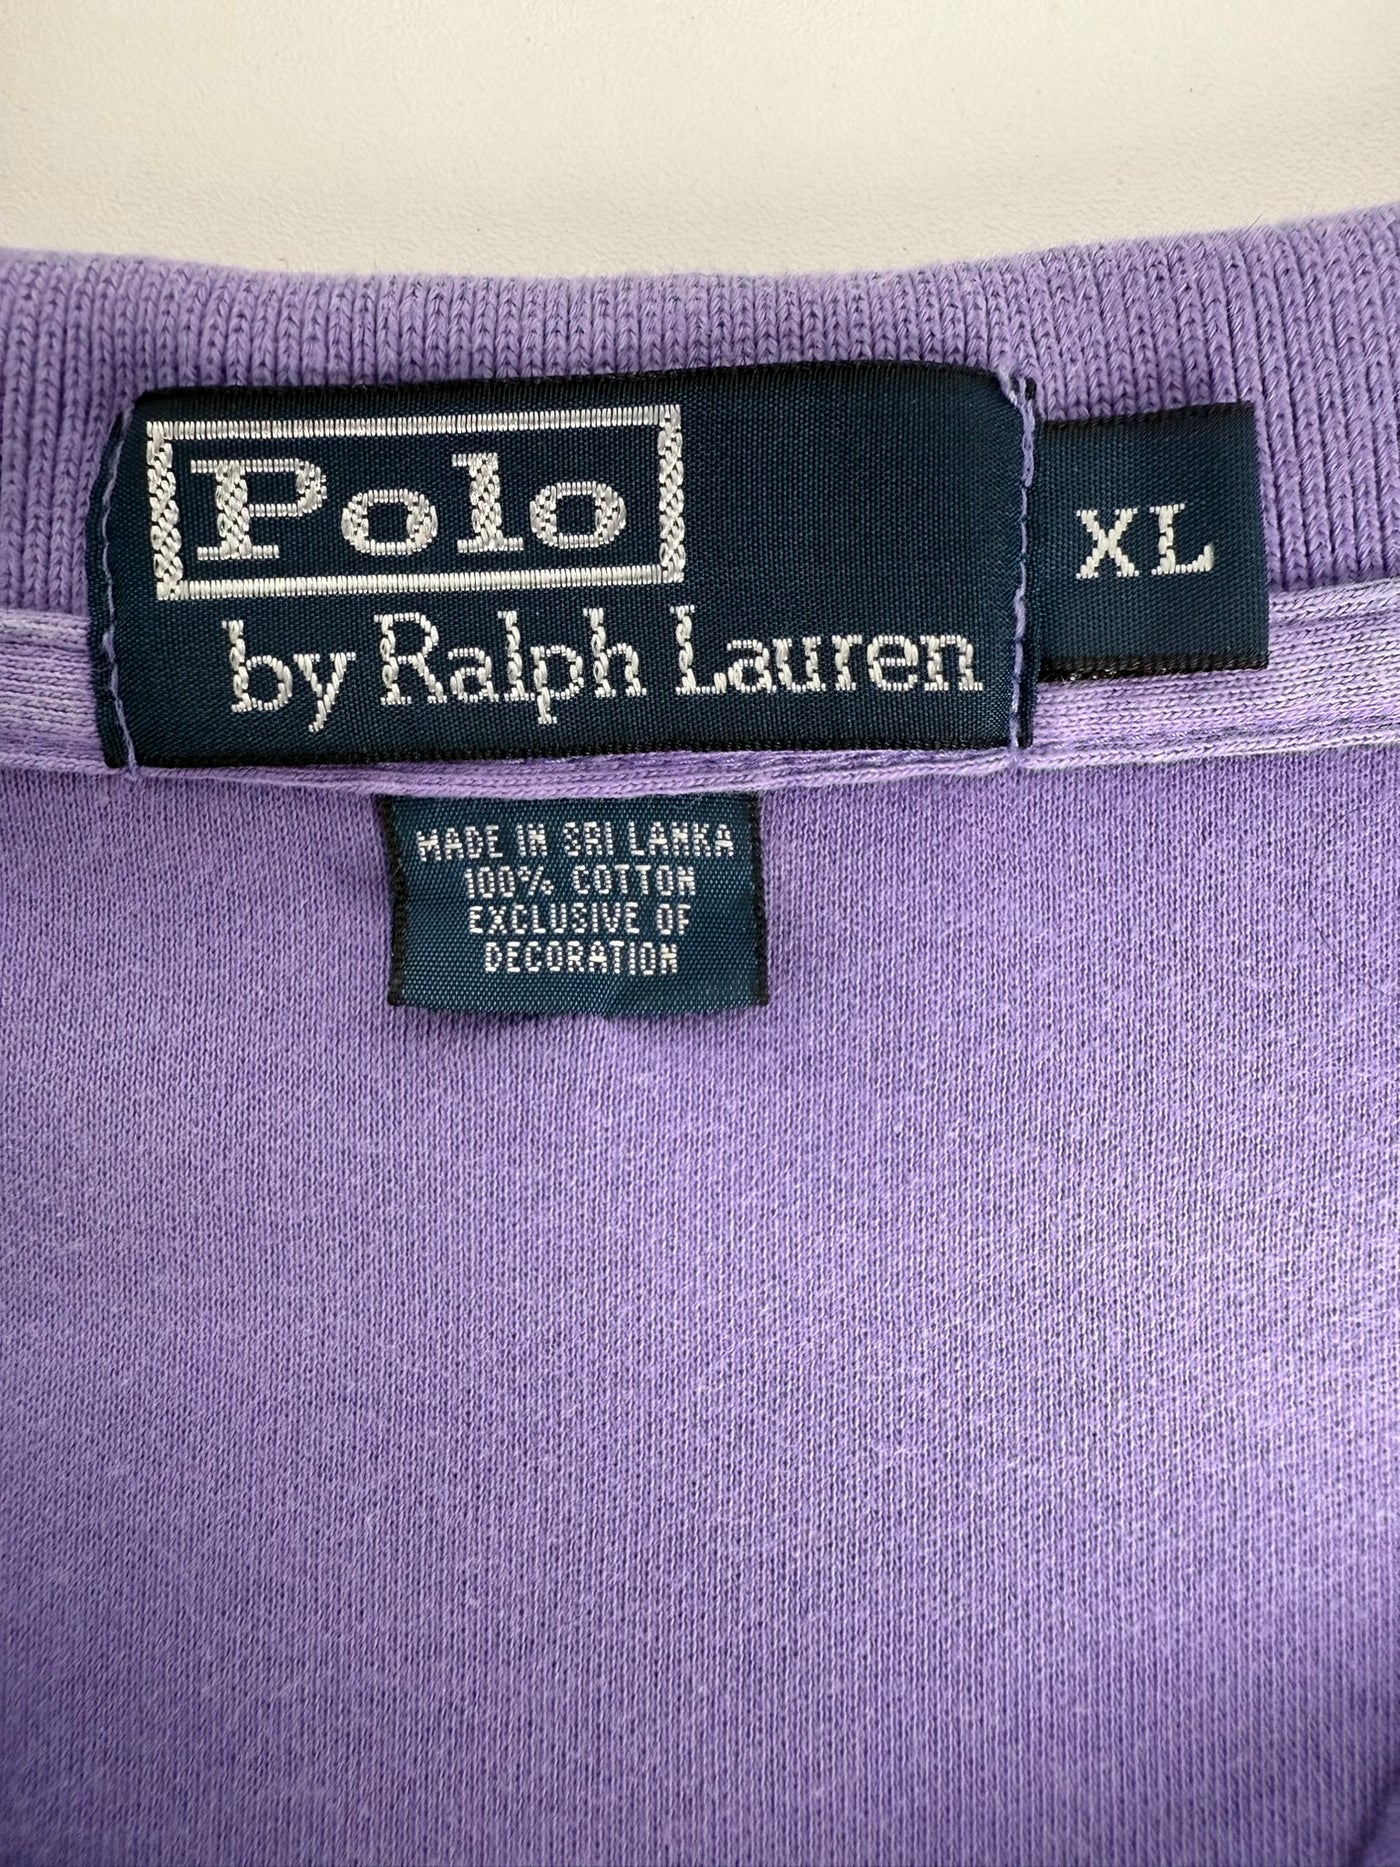 Polo
by Ralph Lauren
XL
MADE IN SRI LANKA
100% COTTON
EXCLUSIVE OF
DECORATION